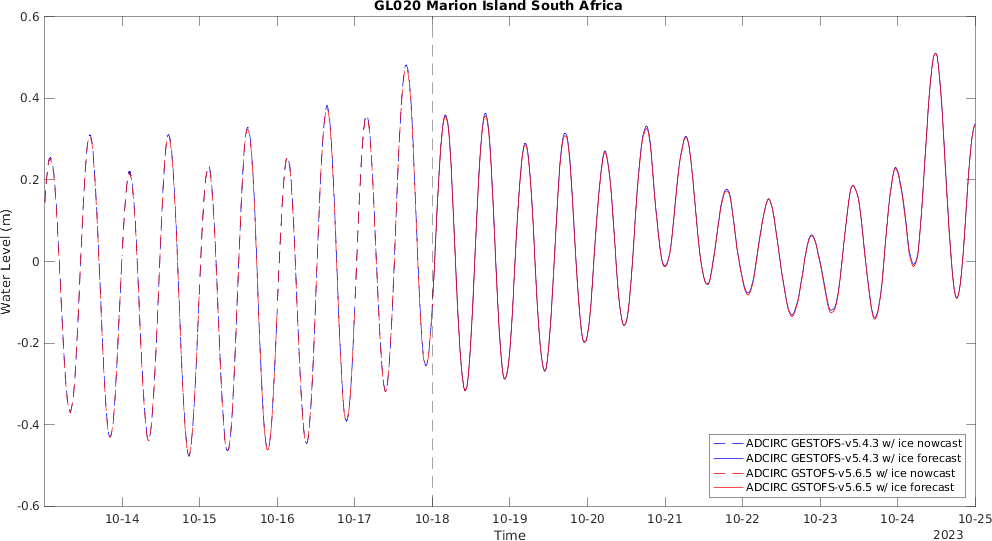 GL020 Marion Island South Africa
0.6
0.4
0.2
0
-0.2
-0.4
-0.6
Water Level (m)
ADCIRC GESTOFS-v5.4.3 w/ ice nowcast
ADCIRC GESTOFS-v5.4.3 w/ ice forecast
ADCIRC GSTOFS-v5.6.5 w/ ice nowcast
ADCIRC GSTOFS-v5.6.5 w/ ice forecast
10-14 10-15 10-16 10-17 10-18 10-19 10-20 10-21 10-22 10-23 10-24 10-25
Time
2023